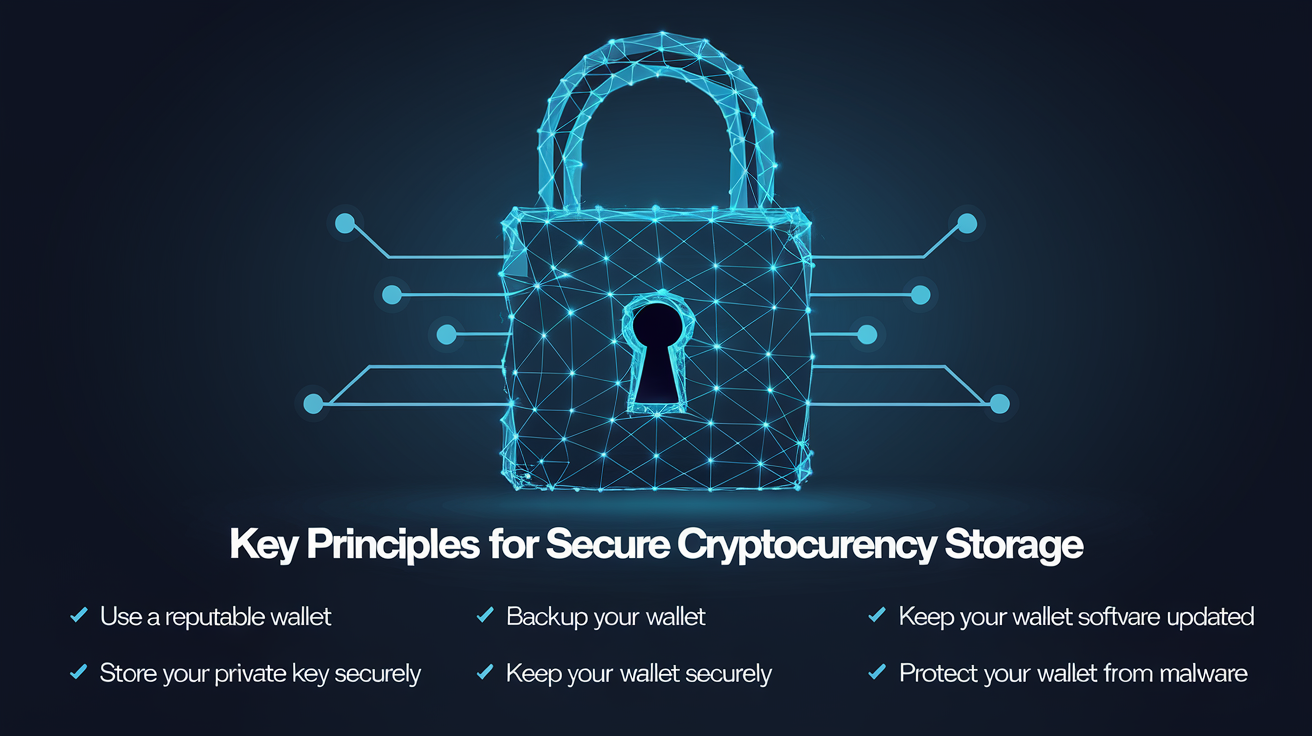 Key Principles for Secure Cryptocurency Storage
Use a reputable wallet
Backup your wallet
Keep your wallet softvare updated
Store your private key securely
Keep your wallet securely
Protect your wallet from malware